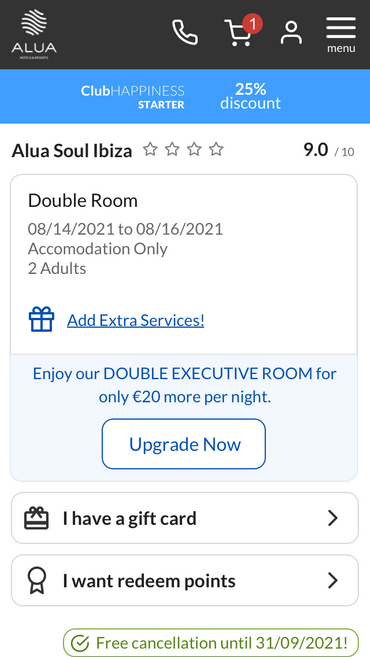 ALUA
HOTELS & RESORTS
1
menu
ClubHAPPINESS
STARTER
25%
discount
Alua Soul Ibiza
9.0 / 10
Double Room
08/14/2021 to 08/16/2021
Accomodation Only
2 Adults
Add Extra Services!
Enjoy our DOUBLE EXECUTIVE ROOM for
only €20 more per night.
Upgrade Now
I have a gift card
I want redeem points
Free cancellation until 31/09/2021!